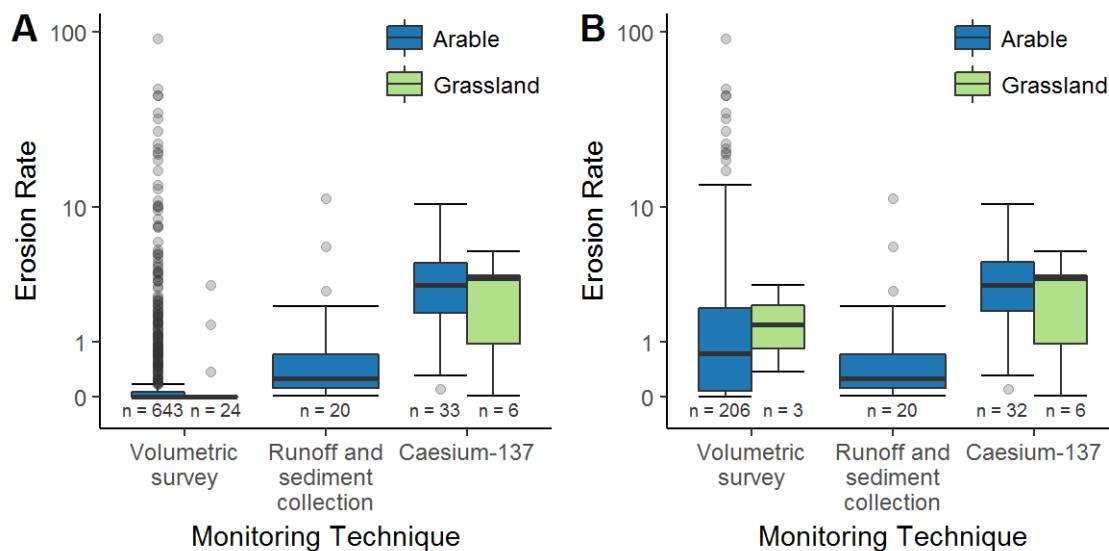 A
Arable
Grassland
100
10
1
0
Erosion Rate
n = 643
n = 24
n = 20
n = 33
n = 6
Volumetric
survey
Runoff and
sediment
collection
Caesium-137
Monitoring Technique
B
Arable
Grassland
100
10
1
0
Erosion Rate
n = 206
n = 3
n = 20
n = 32
n = 6
Volumetric
survey
Runoff and
sediment
collection
Caesium-137
Monitoring Technique